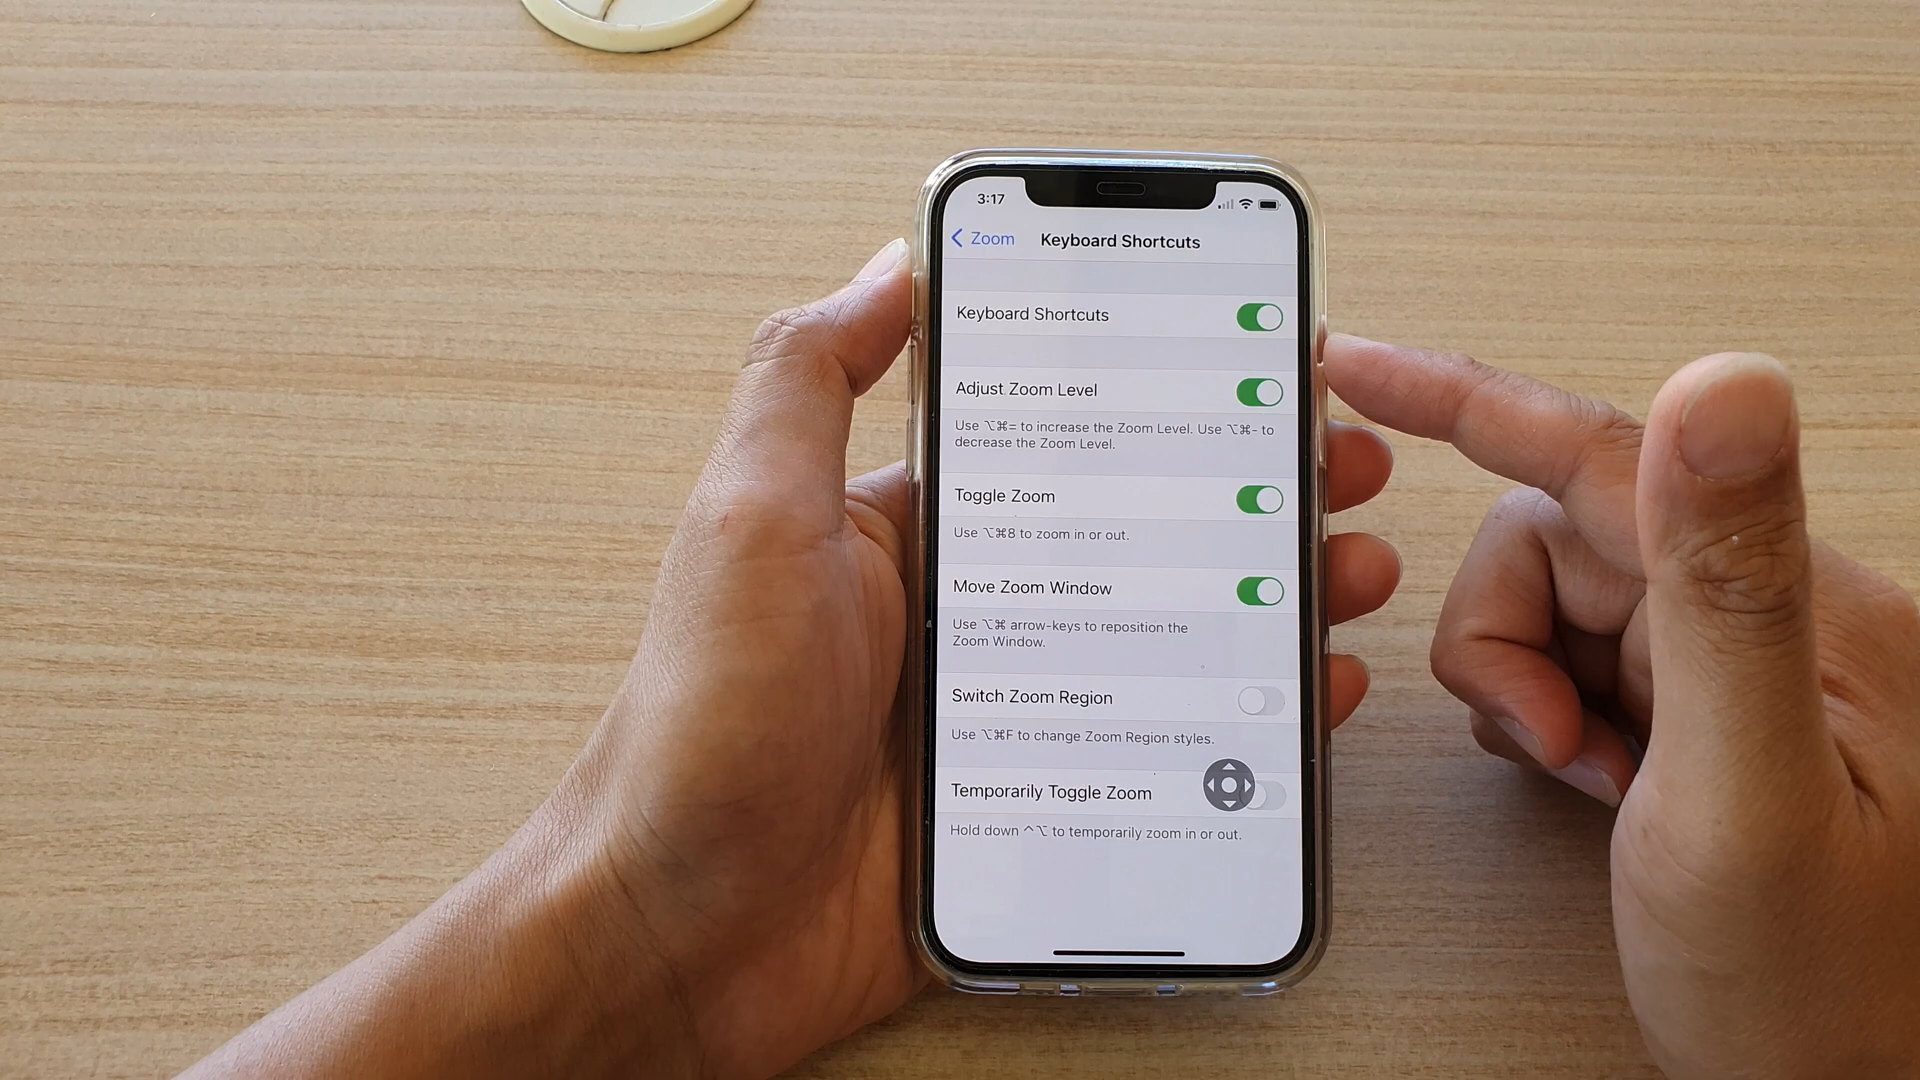 3:17
Zoom Keyboard Shortcuts
Keyboard Shortcuts
Adjust Zoom Level
Use ⌥⌘= to increase the Zoom Level. Use ⌥⌘- to
decrease the Zoom Level.
Toggle Zoom
Use ⌥⌘8 to zoom in or out.
Move Zoom Window
Use ⌥⌘ arrow-keys to reposition the
Zoom Window.
Switch Zoom Region
Use ⌥⌘F to change Zoom Region styles.
Temporarily Toggle Zoom
Hold down ^⌥ to temporarily zoom in or out.